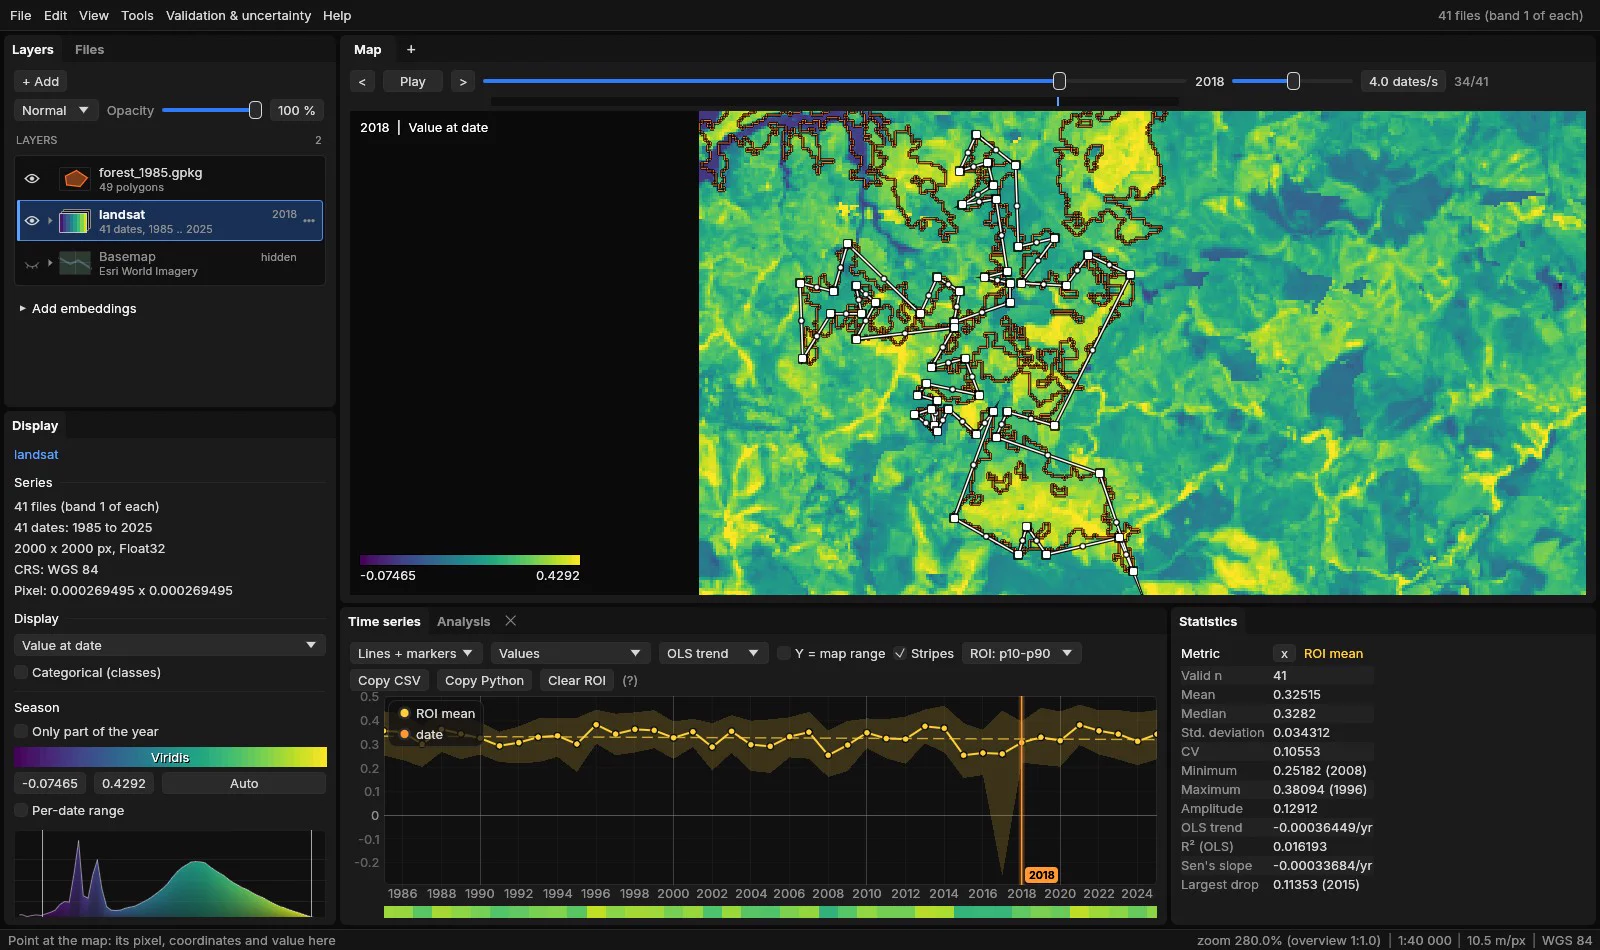 File Edit View Tools Validation & uncertainty Help
41 files (band 1 of each)
Layers Files
+ Add
Normal Opacity 100 %
LAYERS 2
forest_1985.gpkg
49 polygons
landsat 2018
41 dates, 1985 .. 2025
Basemap hidden
Esri World Imagery
Add embeddings
Display
landsat
Series
41 files (band 1 of each)
41 dates: 1985 to 2025
2000 x 2000 px, Float32
CRS: WGS 84
Pixel: 0.000269495 x 0.000269495
Display
Value at date
Categorical (classes)
Season
Only part of the year
Viridis
-0.07465 0.4292 Auto
Per-date range
Map +
< Play > 2018 4.0 dates/s 34/41
2018 | Value at date
-0.07465 0.4292
Time series Analysis
Lines + markers Values OLS trend Y = map range Stripes ROI: p10-p90
Copy CSV Copy Python Clear ROI (?)
ROI mean
date
0.5
0.4
0.3
0.2
0.1
0
-0.1
-0.2
2018
1986 1988 1990 1992 1994 1996 1998 2000 2002 2004 2006 2008 2010 2012 2014 2016 2018 2020 2022 2024
Statistics
Metric x ROI mean
Valid n 41
Mean 0.32515
Median 0.3282
Std. deviation 0.034312
CV 0.10553
Minimum 0.25182 (2008)
Maximum 0.38094 (1996)
Amplitude 0.12912
OLS trend -0.00036449/yr
R² (OLS) 0.016193
Sen's slope -0.00033684/yr
Largest drop 0.11353 (2015)
Point at the map: its pixel, coordinates and value here
zoom 280.0% (overview 1:1.0) | 1:40 000 | 10.5 m/px | WGS 84